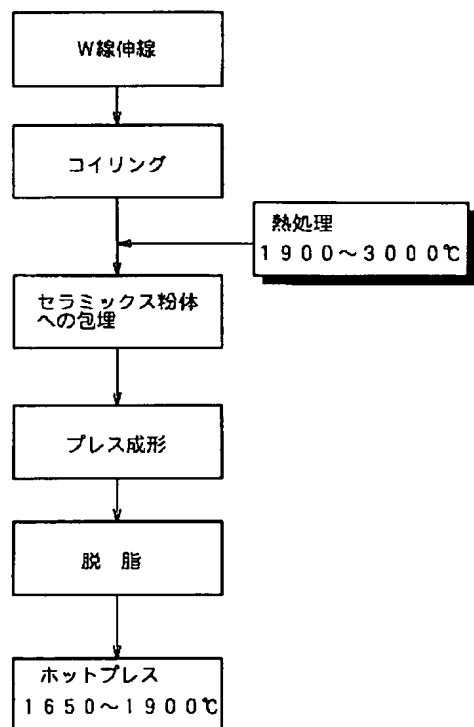 W線伸線
コイリング
熱処理
1900～3000℃
セラミックス粉体
への包埋
プレス成形
脱 脂
ホットプレス
1650～1900℃